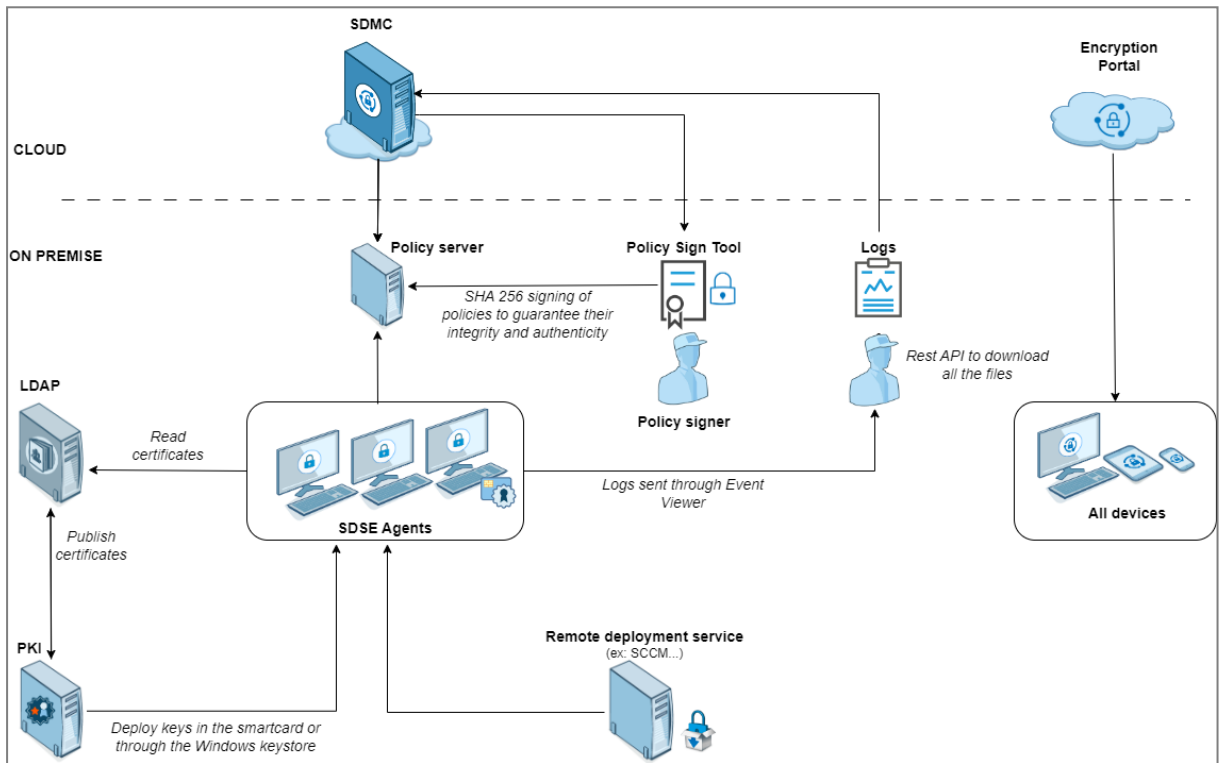 SDMC
Encryption
Portal
CLOUD
ON PREMISE
Policy server
Policy Sign Tool
Logs
SHA 256 signing of
policies to guarantee their
integrity and authenticity
Rest API to download
all the files
LDAP
Policy signer
Read
certificates
Logs sent through Event
Viewer
SDSE Agents
All devices
Publish
certificates
PKI
Remote deployment service
(ex: SCCM...)
Deploy keys in the smartcard or
through the Windows keystore